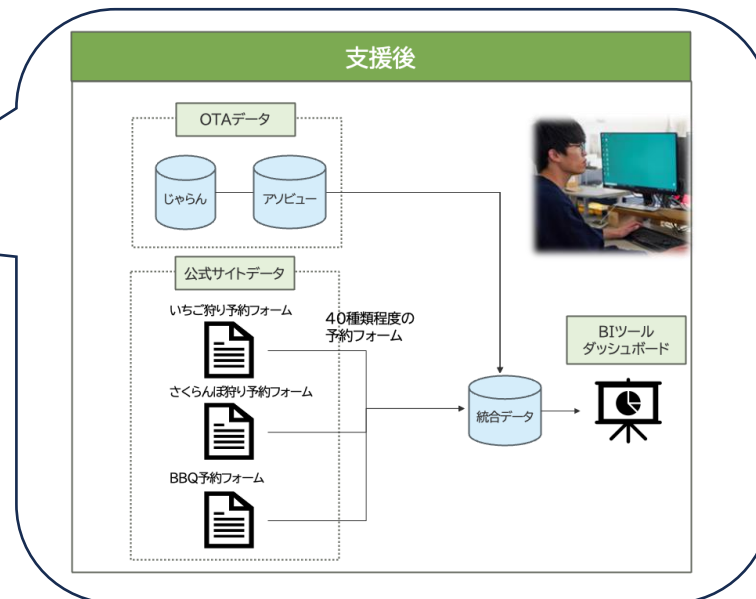 支援後
OTAデータ
じゃらん
アソビュー
公式サイトデータ
いちご狩り予約フォーム
40種類程度の
予約フォーム
さくらんぼ狩り予約フォーム
BBQ予約フォーム
統合データ
BIツール
ダッシュボード